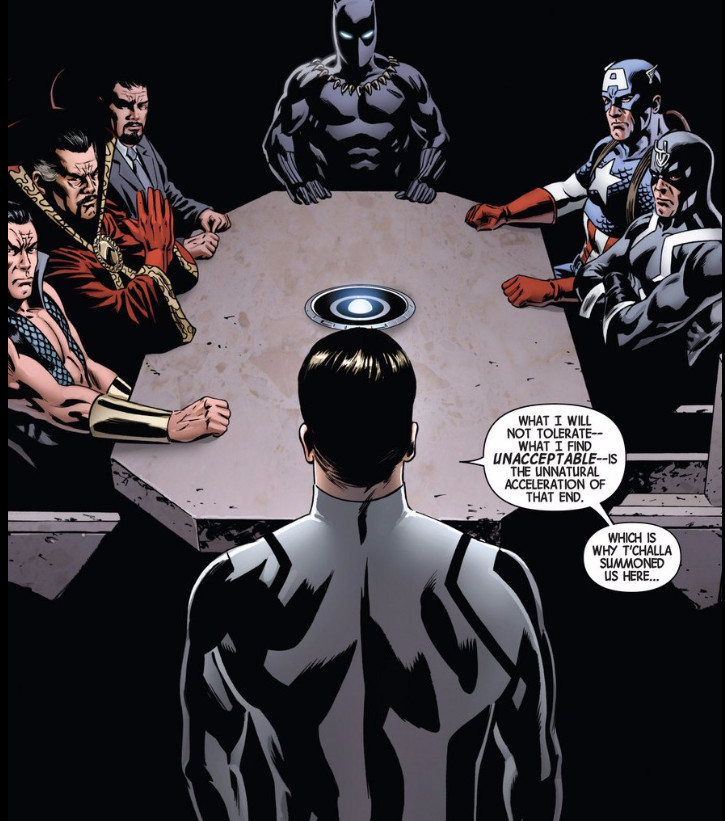 A
WHAT I WILL
NOT TOLERATE--
WHAT I FIND
UNACCEPTABLE--IS
THE UNNATURAL
ACCELERATION OF
THAT END.
WHICH IS
WHY T'CHALLA
SUMMONED
US HERE...